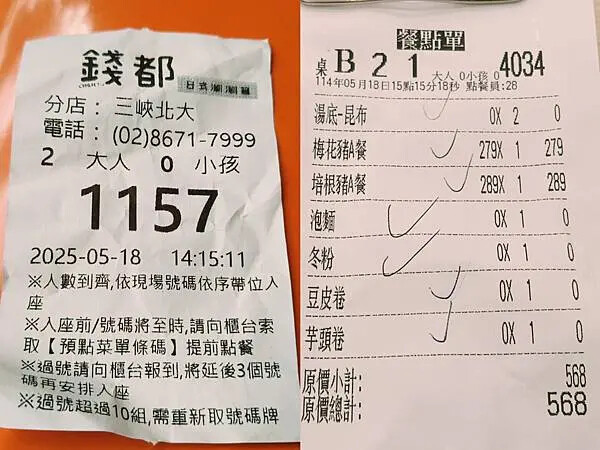 錢都
日式涮涮鍋
分店： 三峽北大
電話： (02)8671-7999
2 大人 0 小孩
1157
2025-05-18 14:15:11
※人數到齊,依現場號碼依序帶位入
座
※入座前/號碼將至時,請向櫃台索
取【預點菜單條碼】提前點餐
※過號請向櫃台報到,將延後3個號
碼再安排入座
※過號超過10組,需重新取號碼牌
餐點單
桌 B 2 1 大人 0小孩 0 4034
114年05月18日15點15分18秒 點餐員:28
湯底-昆布 0X 2 0
梅花豬A餐 279X 1 279
培根豬A餐 289X 1 289
泡麵 0X 1 0
冬粉 0X 1 0
豆皮卷 0X 1 0
芋頭卷 0X 1 0
原價小計: 568
原價總計: 568